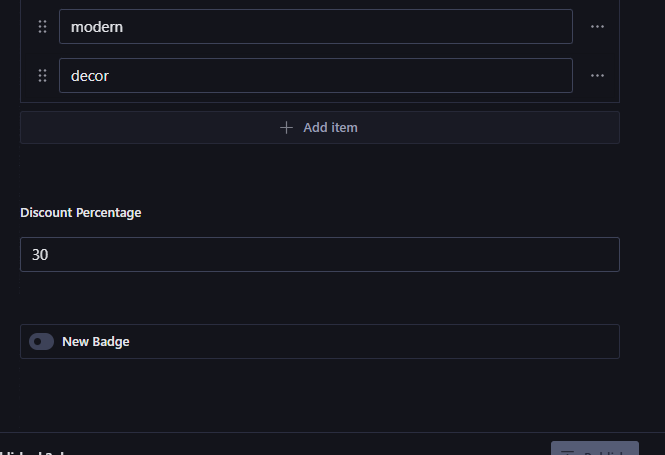 modern
decor
Add item
Discount Percentage
30
New Badge